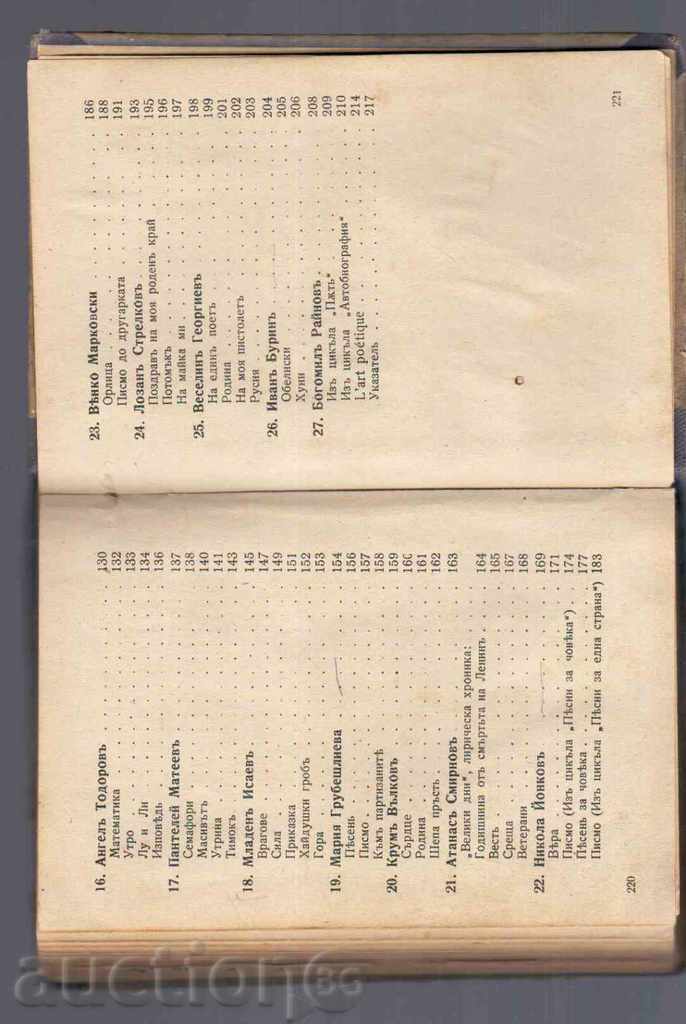 16. Ангелъ Тодоровъ . . . . . . . . . . 130
Математика . . . . . . . . . . 132
Утро . . . . . . . . . . 133
Лу и Ли . . . . . . . . . . 134
Изповѣдь . . . . . . . . . . 136
17. Пантелей Матеевъ . . . . . . . . . . 137
Семафори . . . . . . . . . . 138
Масивътъ . . . . . . . . . . 140
Утрина . . . . . . . . . . 141
Тимокъ . . . . . . . . . . 143
18. Младенъ Исаевъ . . . . . . . . . . 145
Врагове . . . . . . . . . . 147
Сила . . . . . . . . . . 149
Приказка . . . . . . . . . . 151
Хайдушки гробъ . . . . . . . . . . 152
Гора . . . . . . . . . . 153
19. Мария Грубешлиева . . . . . . . . . . 154
Пѣсень . . . . . . . . . . 156
Писмо . . . . . . . . . . 157
Къмъ партизанитѣ . . . . . . . . . . 158
20. Крумъ Вълковъ . . . . . . . . . . 159
Сърдце . . . . . . . . . . 160
Родина . . . . . . . . . . 161
Шепа пръсть . . . . . . . . . . 162
21. Атанасъ Смирновъ . . . . . . . . . . 163
„Велики дни“, лирическа хроника:
Годишнина отъ смъртьта на Ленинъ . . . . 164
Весть . . . . . . . . . . 165
Среща . . . . . . . . . . 167
Ветерани . . . . . . . . . . 168
22. Никола Йонковъ . . . . . . . . . . 169
Вѣра . . . . . . . . . . 171
Писмо (Изъ цикъла „Пѣсни за човѣка“) . . 174
Пѣсень за човѣка . . . . . . . . . . 177
Писмо (Изъ цикъла „Пѣсни за една страна“) 183
220
23. Вѣнко Марковски . . . . . . . . . . 186
Орлица . . . . . . . . . . 188
Писмо до другарката . . . . . . . . . . 191
24. Лозанъ Стрелковъ . . . . . . . . . . 193
Поздравъ на моя роденъ край . . . . . . 195
Потомъкъ . . . . . . . . . . 196
На майка ми . . . . . . . . . . 197
25. Веселинъ Георгиевъ . . . . . . . . . . 198
На единъ поетъ . . . . . . . . . . 199
Родина . . . . . . . . . . 201
На моя пистолетъ . . . . . . . . . . 202
Русия . . . . . . . . . . 203
26. Иванъ Буринъ . . . . . . . . . . 204
Обелиски . . . . . . . . . . 205
Хуни . . . . . . . . . . 206
27. Богомилъ Райновъ . . . . . . . . . . 208
Изъ цикъла „Пѫть“ . . . . . . . . . . 209
Изъ цикъла „Автобиография“ . . . . . . 210
L'art poétique . . . . . . . . . . 214
Указатель . . . . . . . . . . 217
221
auctionBG